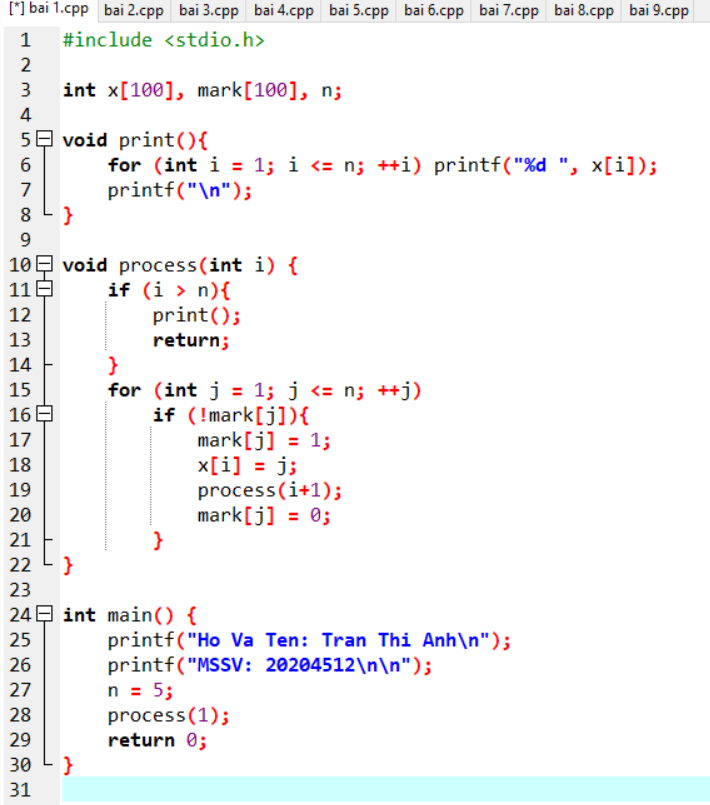 [*] bai 1.cpp bai 2.cpp bai 3.cpp bai 4.cpp bai 5.cpp bai 6.cpp bai 7.cpp bai 8.cpp bai 9.cpp
1 #include <stdio.h>
2
3 int x[100], mark[100], n;
4
5 void print(){
6 for (int i = 1; i <= n; ++i) printf("%d ", x[i]);
7 printf("\n");
8 }
9
10 void process(int i) {
11 if (i > n){
12 print();
13 return;
14 }
15 for (int j = 1; j <= n; ++j)
16 if (!mark[j]){
17 mark[j] = 1;
18 x[i] = j;
19 process(i+1);
20 mark[j] = 0;
21 }
22 }
23
24 int main() {
25 printf("Ho Va Ten: Tran Thi Anh\n");
26 printf("MSSV: 20204512\n\n");
27 n = 5;
28 process(1);
29 return 0;
30 }
31